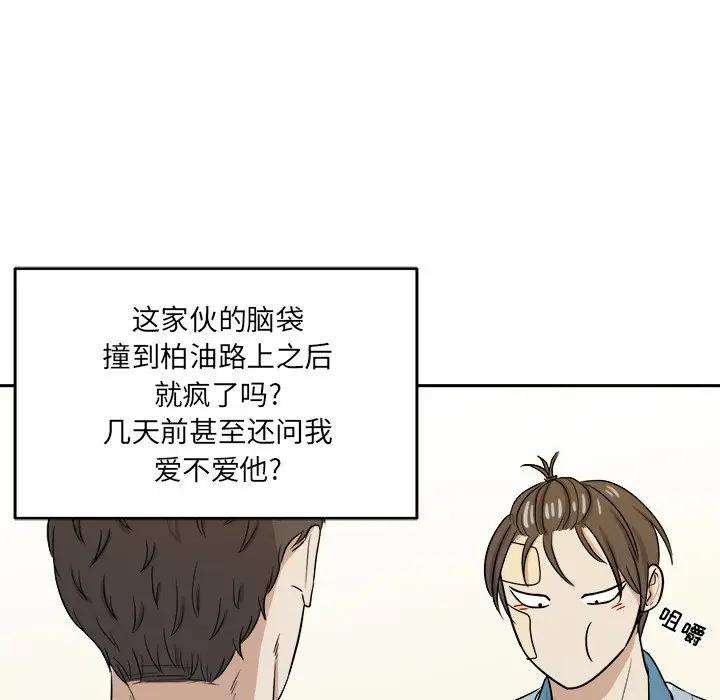 这家伙的脑袋
撞到柏油路上之后
就疯了吗?
几天前甚至还问我
爱不爱他?
咀嚼